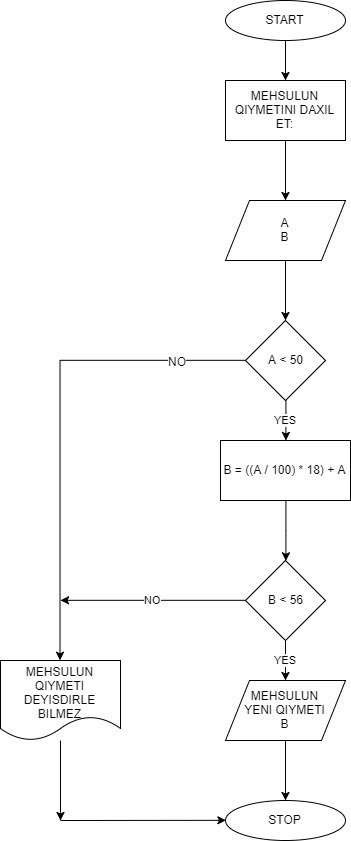 START
MEHSULUN
QIYMETINI DAXIL
ET:
A
B
A < 50
NO
YES
B = ((A / 100) * 18) + A
B < 56
NO
YES
MEHSULUN
QIYMETI
DEYISDIRLE
BILMEZ
MEHSULUN
YENI QIYMETI
B
STOP